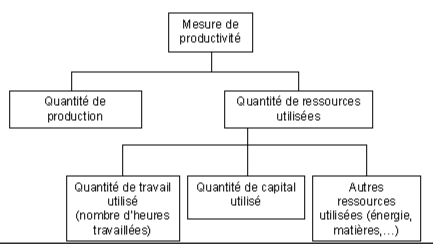 Mesure de
productivité
Quantité de
production
Quantité de ressources
utilisées
Quantité de travail
utilisé
(nombre d'heures
travaillées)
Quantité de capital
utilisé
Autres
ressources
utilisées (énergie,
matières,...)